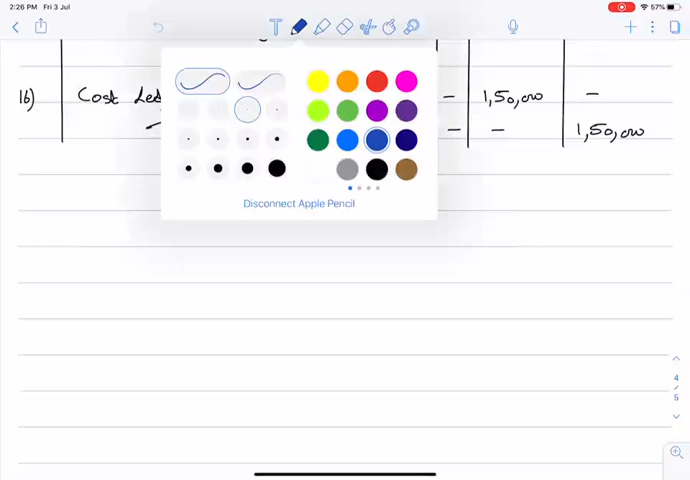 2:26 PM Fri 3 Jul
57%
T
16) Cost Led – 1,50,000 –
– – 1,50,000
Disconnect Apple Pencil
4
5